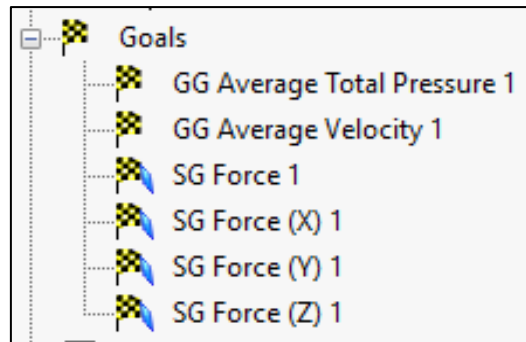 Goals
GG Average Total Pressure 1
GG Average Velocity 1
SG Force 1
SG Force (X) 1
SG Force (Y) 1
SG Force (Z) 1